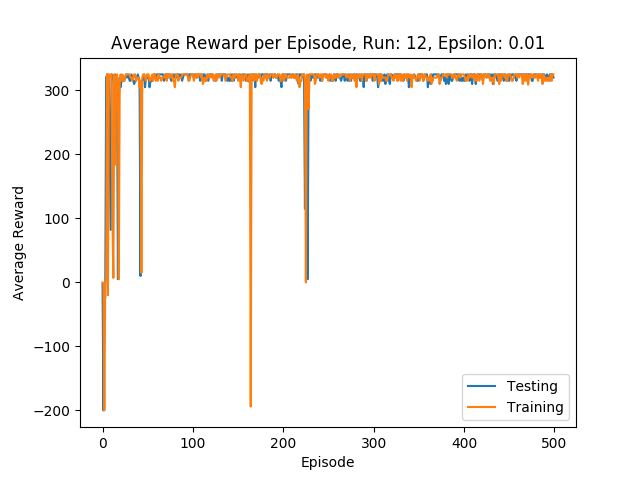 Average Reward per Episode, Run: 12, Epsilon: 0.01
Average Reward
300
200
100
0
−100
−200
0
100
200
300
400
500
Episode
Testing
Training